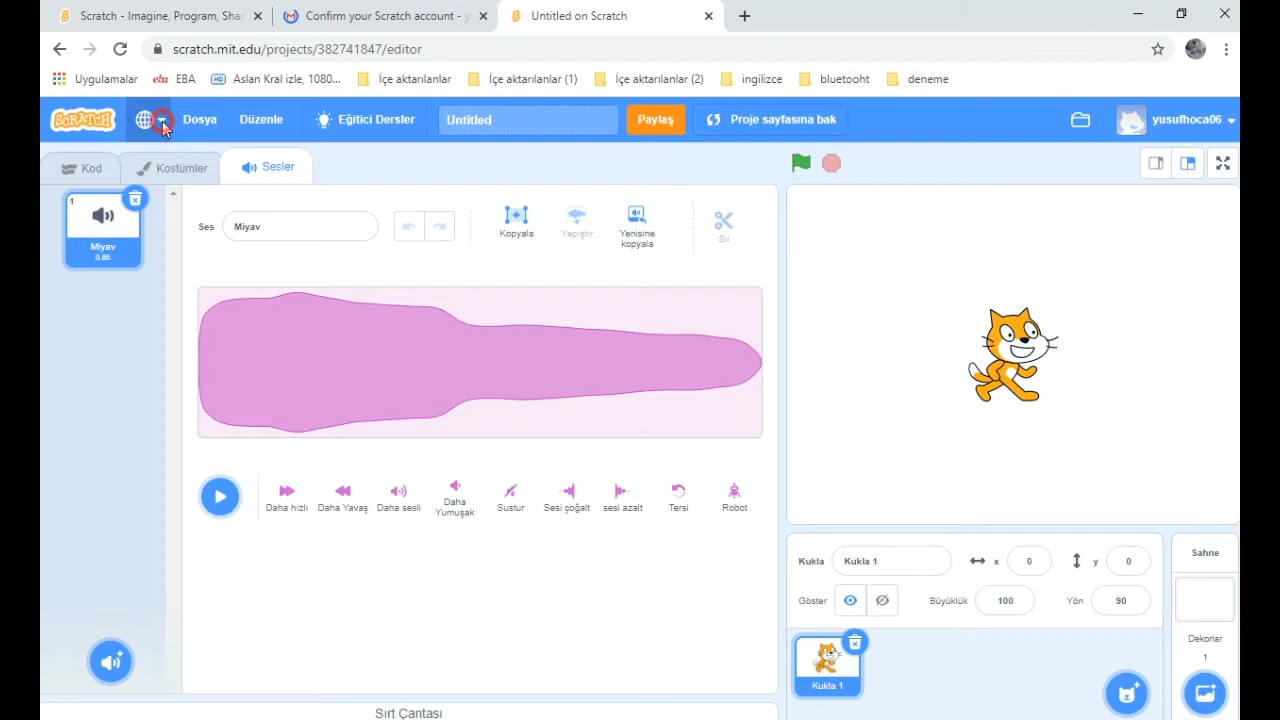 Scratch - Imagine, Program, Shar
Confirm your Scratch account - y
Untitled on Scratch
scratch.mit.edu/projects/382741847/editor
Uygulamalar
eba EBA
HD Aslan Kral izle, 1080...
İçe aktarılanlar
İçe aktarılanlar (1)
İçe aktarılanlar (2)
ingilizce
bluetooht
deneme
SCRATCH
Dosya
Düzenle
Eğitici Dersler
Untitled
Paylaş
Proje sayfasına bak
yusufhoca06
Kod
Kostümler
Sesler
1
Miyav
0.85
Ses
Miyav
Kopyala
Yapıştır
Yenisine
kopyala
Sil
Daha hızlı
Daha Yavaş
Daha sesli
Daha
Yumuşak
Sustur
Sesi çoğalt
sesi azalt
Tersi
Robot
Kukla
Kukla 1
x
0
y
0
Göster
Büyüklük
100
Yön
90
Kukla 1
Sahne
Dekorlar
1
Sırt Çantası